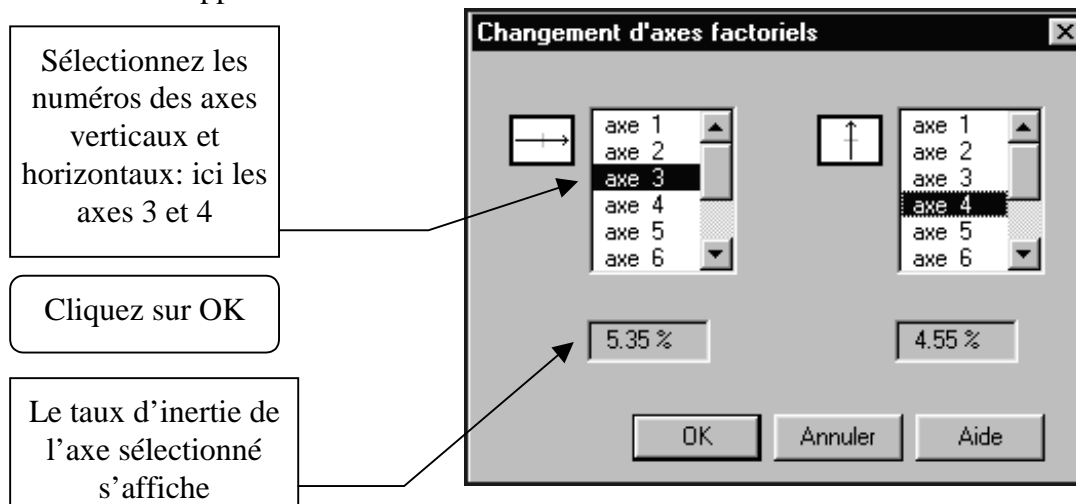 Sélectionnez les
numéros des axes
verticaux et
horizontaux: ici les
axes 3 et 4
Cliquez sur OK
Le taux d’inertie de
l’axe sélectionné
s’affiche
Changement d'axes factoriels
axe 1
axe 2
axe 3
axe 4
axe 5
axe 6
axe 1
axe 2
axe 3
axe 4
axe 5
axe 6
5.35 %
4.55 %
OK
Annuler
Aide